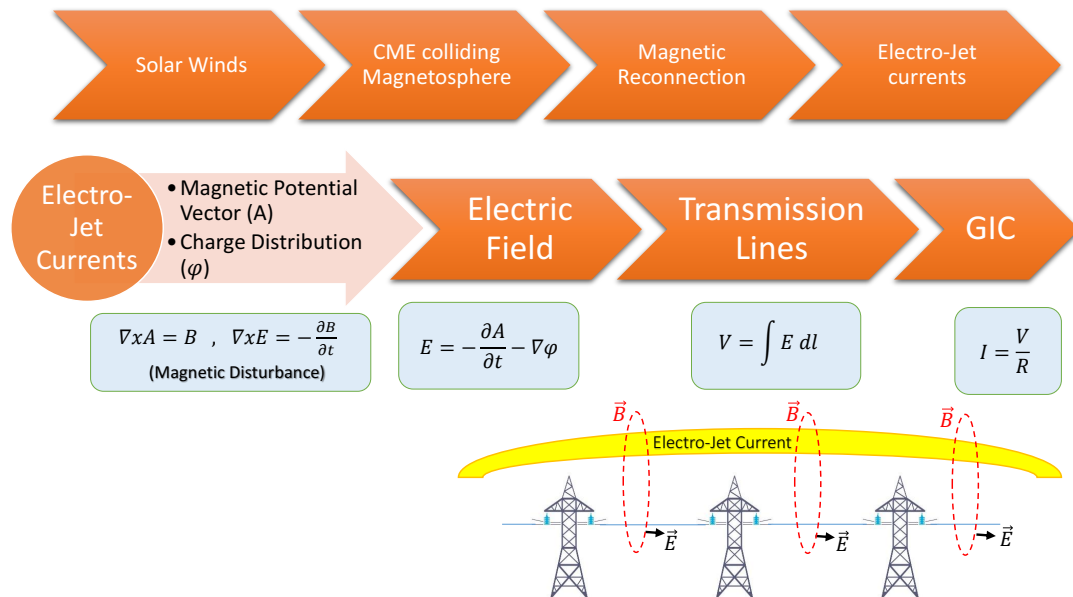 Solar Winds
CME colliding
Magnetosphere
Magnetic
Reconnection
Electro-Jet
currents
Electro-
Jet
Currents
• Magnetic Potential
Vector (A)
• Charge Distribution
(φ)
Electric
Field
Transmission
Lines
GIC
∇xA = B , ∇xE = −∂B/∂t
(Magnetic Disturbance)
E = −∂A/∂t − ∇φ
V = ∫ E dl
I = V/R
B⃗
B⃗
B⃗
Electro-Jet Current
E⃗
E⃗
E⃗